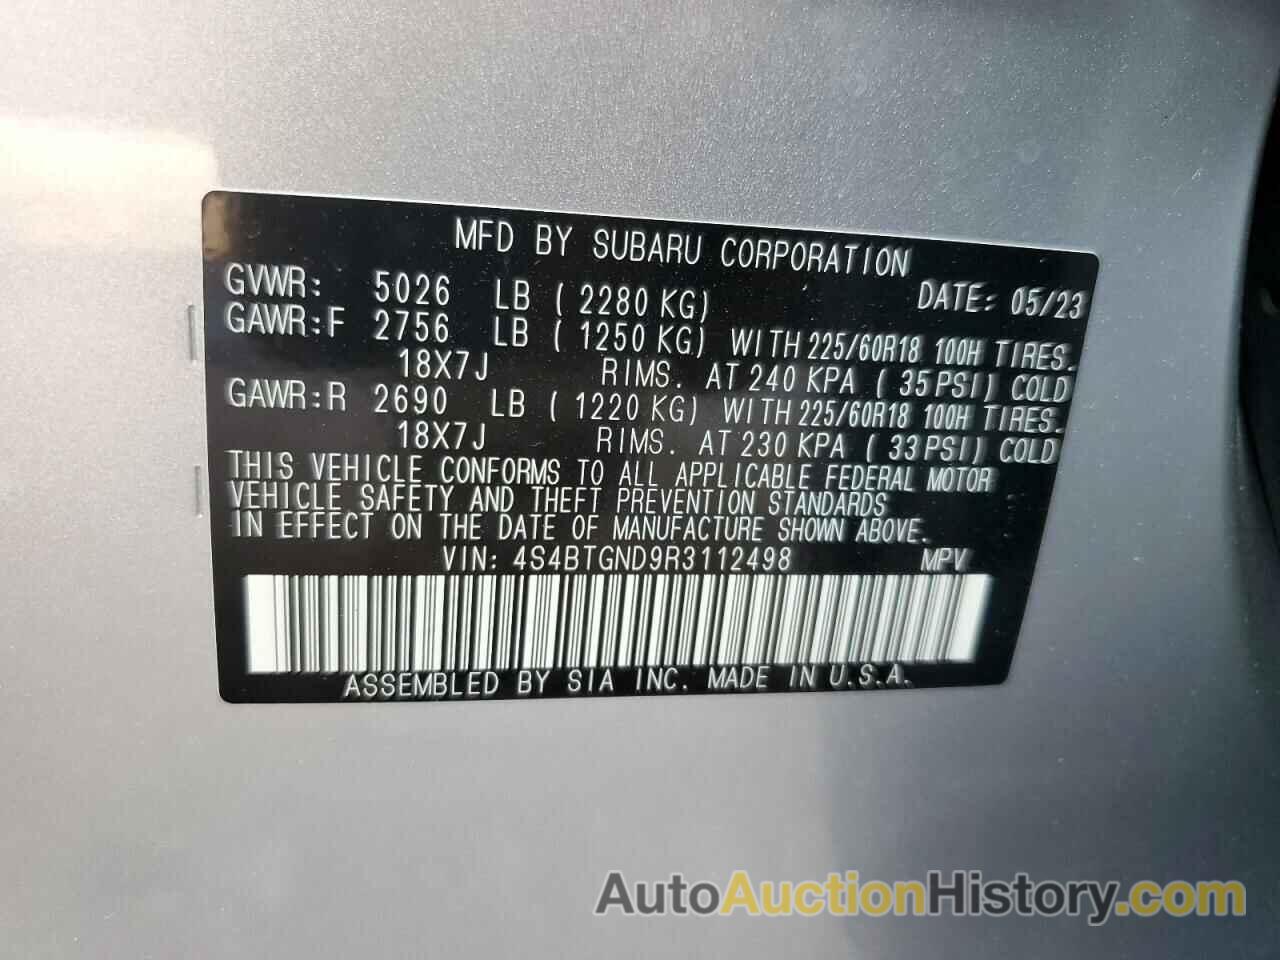 MFD BY SUBARU CORPORATION
GVWR: 5026 LB ( 2280 KG) DATE: 05/23
GAWR:F 2756 LB ( 1250 KG) WITH 225/60R18 100H TIRES.
18X7J RIMS. AT 240 KPA ( 35 PSI) COLD
GAWR:R 2690 LB ( 1220 KG) WITH 225/60R18 100H TIRES.
18X7J RIMS. AT 230 KPA ( 33 PSI) COLD
THIS VEHICLE CONFORMS TO ALL APPLICABLE FEDERAL MOTOR
VEHICLE SAFETY AND THEFT PREVENTION STANDARDS
IN EFFECT ON THE DATE OF MANUFACTURE SHOWN ABOVE.
VIN: 4S4BTGND9R3112498 MPV
ASSEMBLED BY SIA INC. MADE IN U.S.A.
AutoAuctionHistory.com